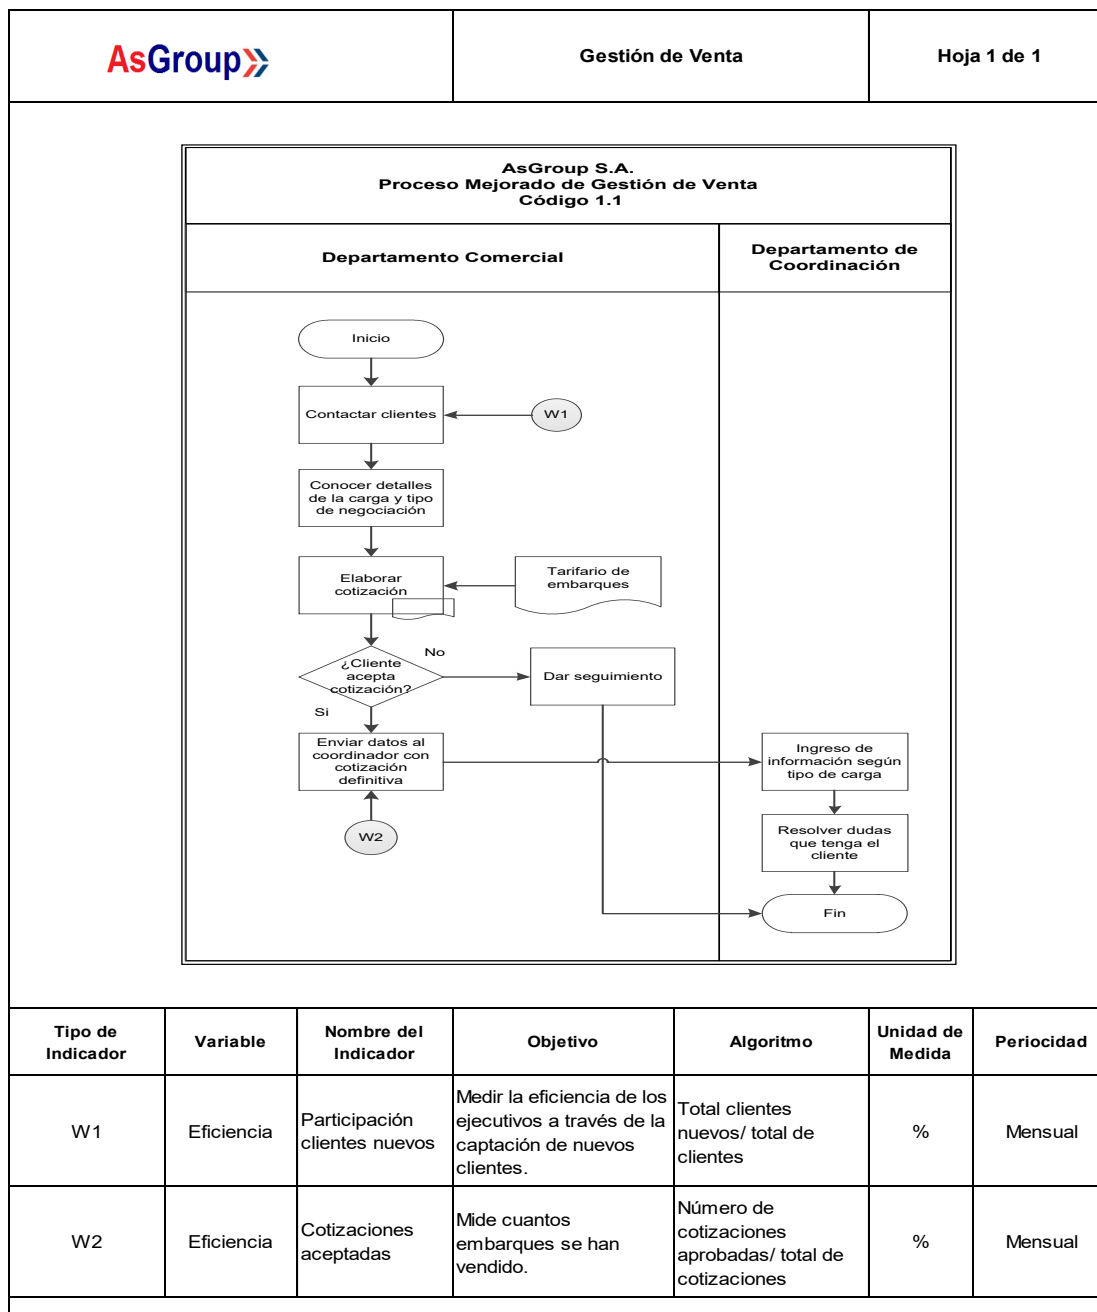 AsGroup
Gestión de Venta
Hoja 1 de 1
AsGroup S.A.
Proceso Mejorado de Gestión de Venta
Código 1.1
Departamento Comercial
Departamento de
Coordinación
Inicio
Contactar clientes
W1
Conocer detalles
de la carga y tipo
de negociación
Elaborar
cotización
Tarifario de
embarques
¿Cliente
acepta
cotización?
No
Dar seguimiento
Si
Enviar datos al
coordinador con
cotización
definitiva
W2
Ingreso de
información según
tipo de carga
Resolver dudas
que tenga el
cliente
Fin
Tipo de
Indicador
Variable
Nombre del
Indicador
Objetivo
Algoritmo
Unidad de
Medida
Periocidad
W1
Eficiencia
Participación
clientes nuevos
Medir la eficiencia de los
ejecutivos a través de la
captación de nuevos
clientes.
Total clientes
nuevos/ total de
clientes
%
Mensual
W2
Eficiencia
Cotizaciones
aceptadas
Mide cuantos
embarques se han
vendido.
Número de
cotizaciones
aprobadas/ total de
cotizaciones
%
Mensual